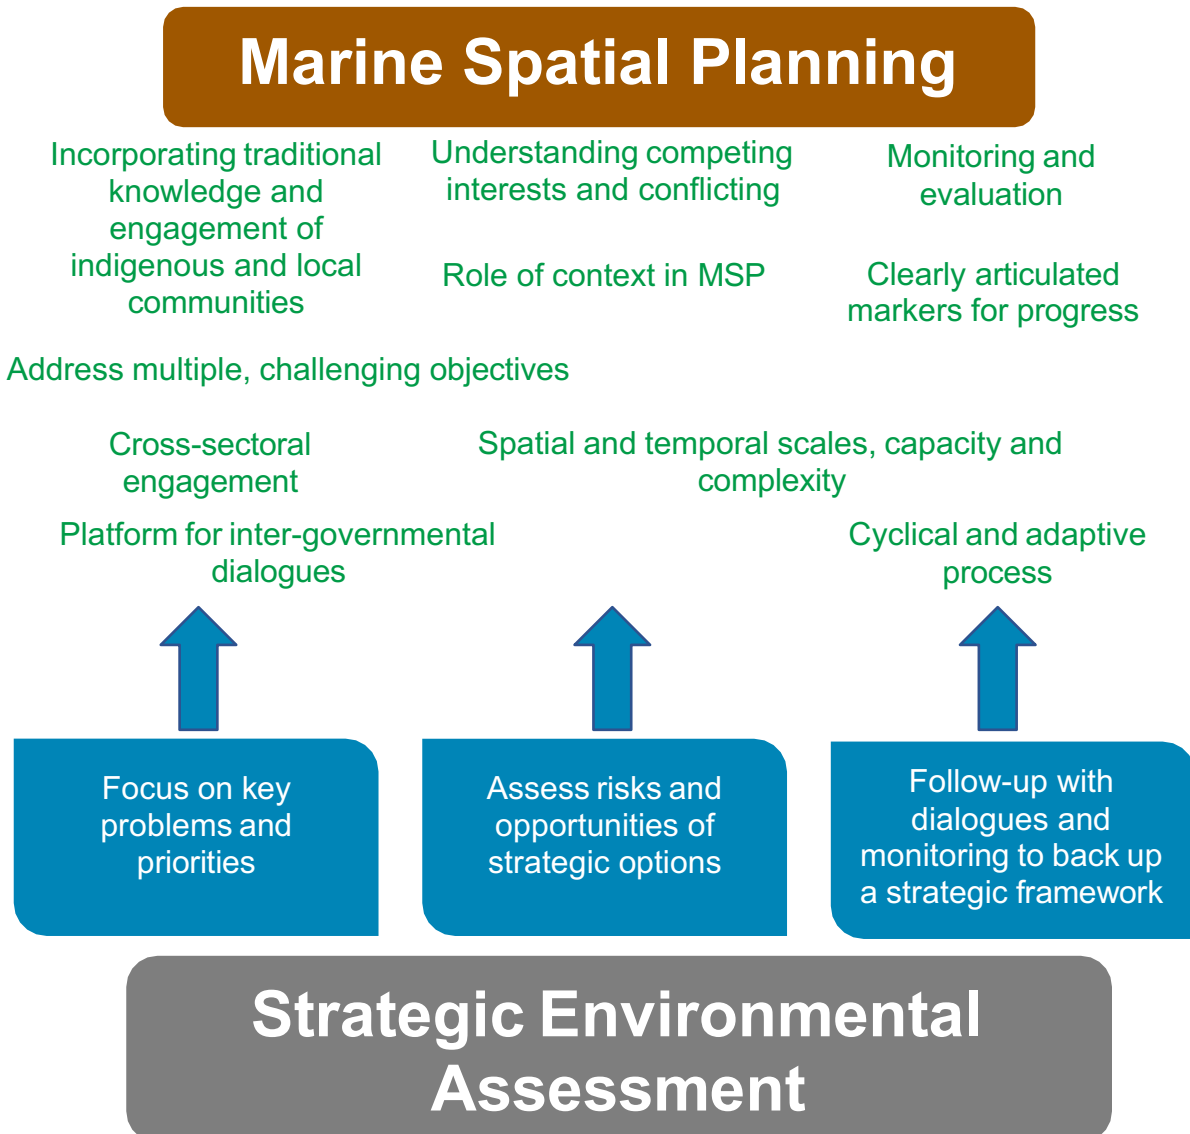 Marine Spatial Planning
Incorporating traditional
knowledge and
engagement of
indigenous and local
communities
Understanding competing
interests and conflicting
Role of context in MSP
Monitoring and
evaluation
Clearly articulated
markers for progress
Address multiple, challenging objectives
Cross-sectoral
engagement
Spatial and temporal scales, capacity and
complexity
Platform for inter-governmental
dialogues
Cyclical and adaptive
process
Focus on key
problems and
priorities
Assess risks and
opportunities of
strategic options
Follow-up with
dialogues and
monitoring to back up
a strategic framework
Strategic Environmental
Assessment